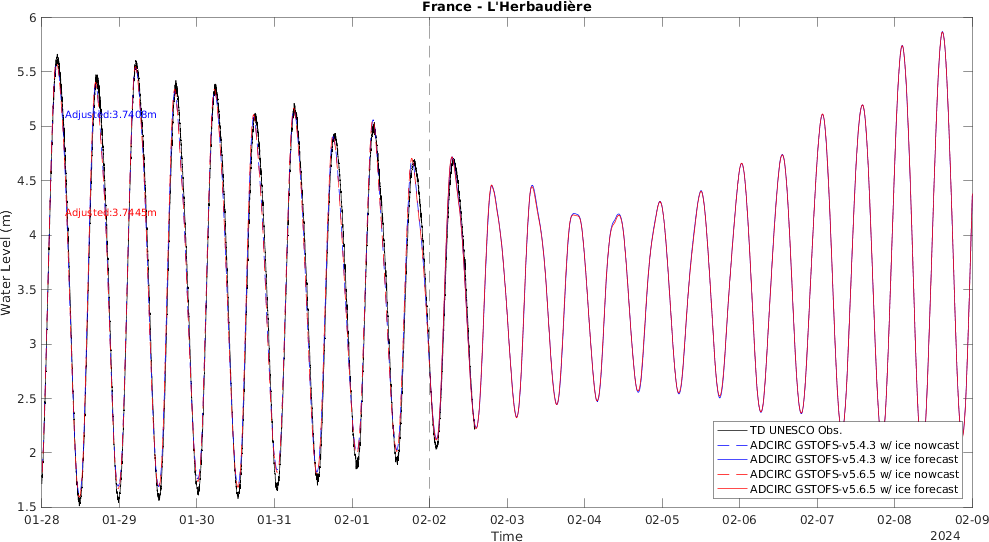 France - L'Herbaudière
6
5.5
5
4.5
4
3.5
3
2.5
2
1.5
Water Level (m)
Adjusted:3.7408m
Adjusted:3.7445m
TD UNESCO Obs.
ADCIRC GSTOFS-v5.4.3 w/ ice nowcast
ADCIRC GSTOFS-v5.4.3 w/ ice forecast
ADCIRC GSTOFS-v5.6.5 w/ ice nowcast
ADCIRC GSTOFS-v5.6.5 w/ ice forecast
01-28 01-29 01-30 01-31 02-01 02-02 02-03 02-04 02-05 02-06 02-07 02-08 02-09
Time
2024